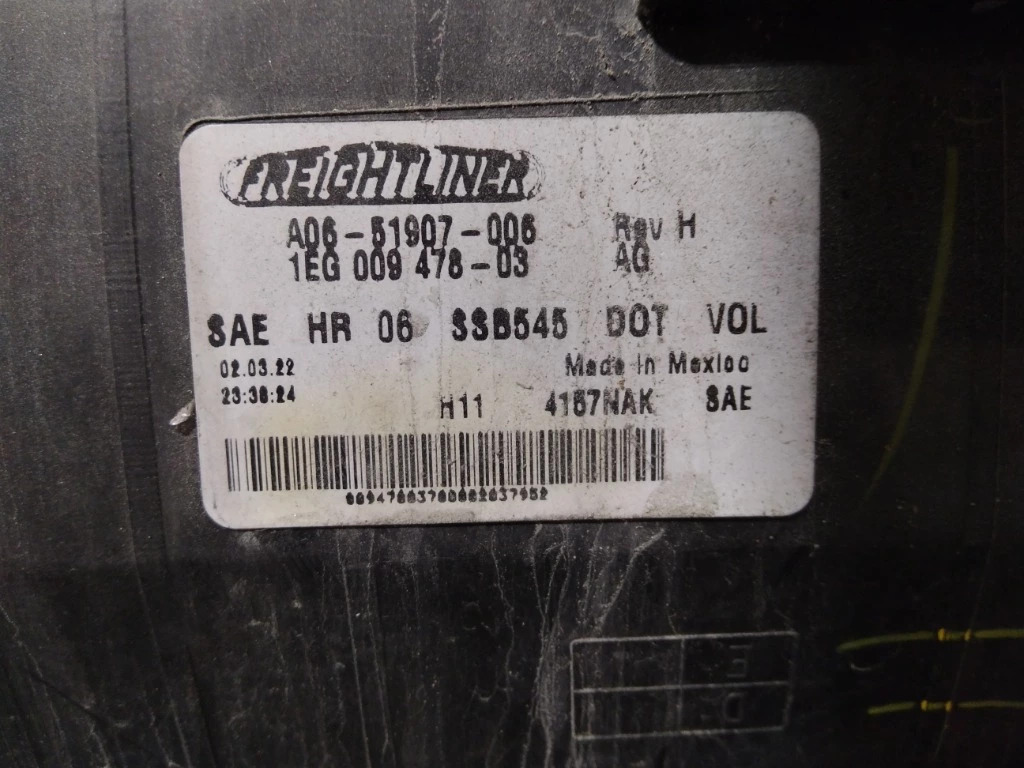 FREIGHTLINER
A06-51907-006 Rev H
1EG 009 478-03 AG
SAE HR 06 SSB545 DOT VOL
02.03.22 Made in Mexico
23:38:24
H11 4157NAK SAE
E:
D: